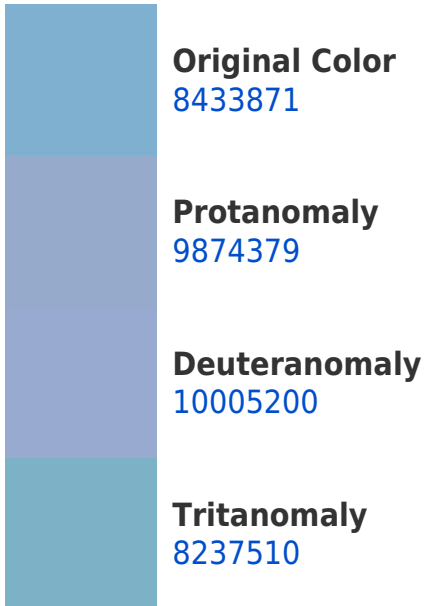 Original Color
8433871
Protanomaly
9874379
Deuteranomaly
10005200
Tritanomaly
8237510